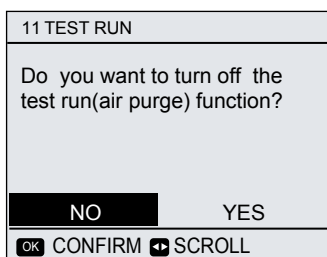 11 TEST RUN
Do you want to turn off the
test run(air purge) function?
NO YES
OK CONFIRM SCROLL